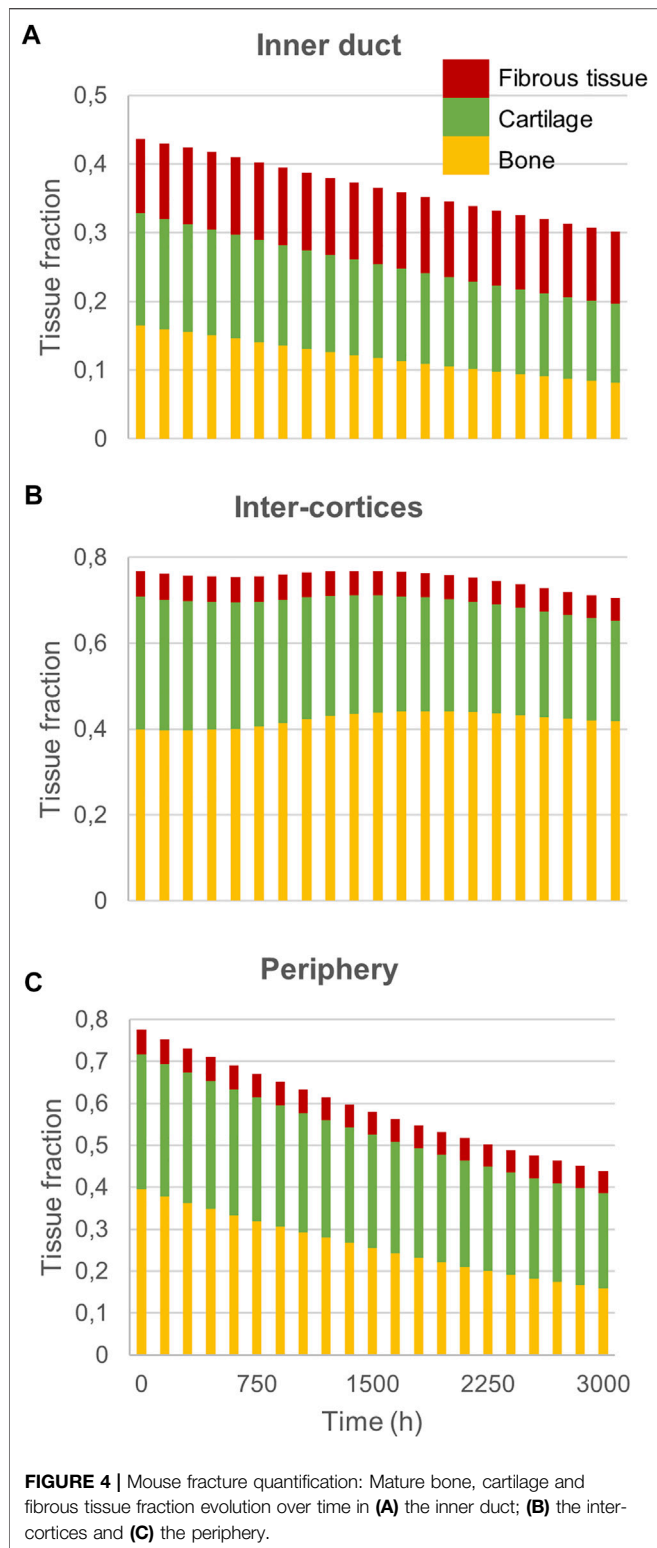 A
Inner duct
Fibrous tissue
Cartilage
Bone
0,5
0,4
0,3
0,2
0,1
0
Tissue fraction
B
Inter-cortices
0,8
0,6
0,4
0,2
0
Tissue fraction
C
Periphery
0,8
0,7
0,6
0,5
0,4
0,3
0,2
0,1
0
Tissue fraction
0 750 1500 2250 3000
Time (h)
FIGURE 4 | Mouse fracture quantification: Mature bone, cartilage and
fibrous tissue fraction evolution over time in (A) the inner duct; (B) the inter-
cortices and (C) the periphery.